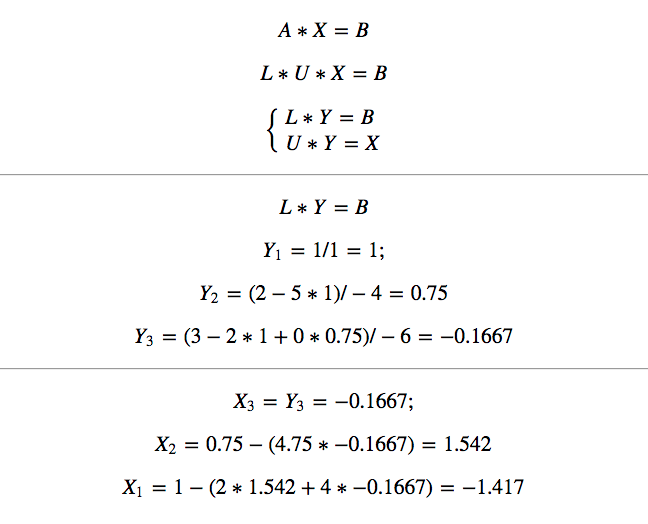 A ∗ X = B
L ∗ U ∗ X = B
{ L ∗ Y = B
U ∗ Y = X
L ∗ Y = B
Y₁ = 1/1 = 1;
Y₂ = (2 − 5 ∗ 1)/ − 4 = 0.75
Y₃ = (3 − 2 ∗ 1 + 0 ∗ 0.75)/ − 6 = −0.1667
X₃ = Y₃ = −0.1667;
X₂ = 0.75 − (4.75 ∗ −0.1667) = 1.542
X₁ = 1 − (2 ∗ 1.542 + 4 ∗ −0.1667) = −1.417